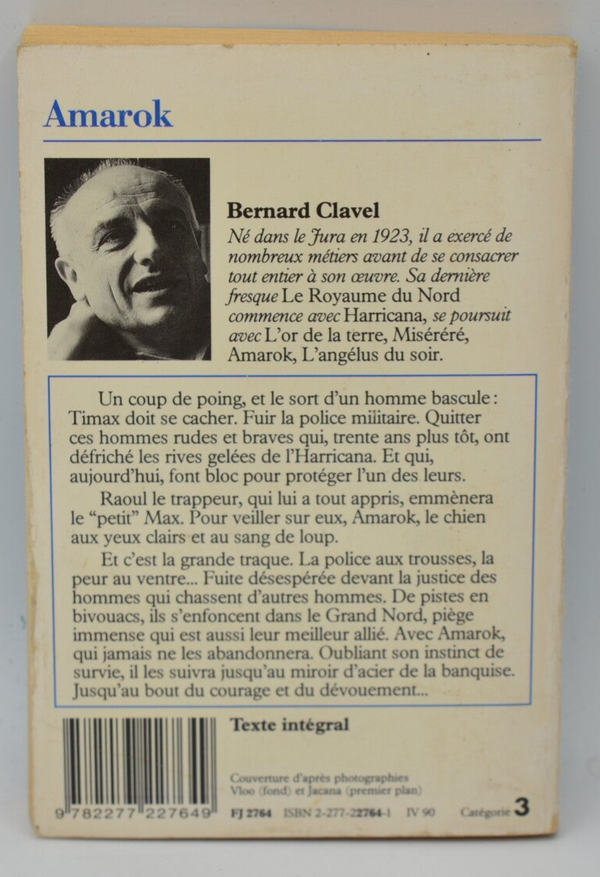 Amarok
Bernard Clavel
Né dans le Jura en 1923, il a exercé de
nombreux métiers avant de se consacrer
tout entier à son œuvre. Sa dernière
fresque Le Royaume du Nord
commence avec Harricana, se poursuit
avec L'or de la terre, Miséréré,
Amarok, L'angélus du soir.
Un coup de poing, et le sort d'un homme bascule :
Timax doit se cacher. Fuir la police militaire. Quitter
ces hommes rudes et braves qui, trente ans plus tôt, ont
défriché les rives gelées de l'Harricana. Et qui,
aujourd'hui, font bloc pour protéger l'un des leurs.
Raoul le trappeur, qui lui a tout appris, emmènera
le "petit" Max. Pour veiller sur eux, Amarok, le chien
aux yeux clairs et au sang de loup.
Et c'est la grande traque. La police aux trousses, la
peur au ventre... Fuite désespérée devant la justice des
hommes qui chassent d'autres hommes. De pistes en
bivouacs, ils s'enfoncent dans le Grand Nord, piège
immense qui est aussi leur meilleur allié. Avec Amarok,
qui jamais ne les abandonnera. Oubliant son instinct de
survie, il les suivra jusqu'au miroir d'acier de la banquise.
Jusqu'au bout du courage et du dévouement...
Texte intégral
Couverture d'après photographies
Vloo (fond) et Jacana (premier plan)
9 782277 227649 FJ 2764 ISBN 2-277-22764-1 IV 90 Catégorie 3